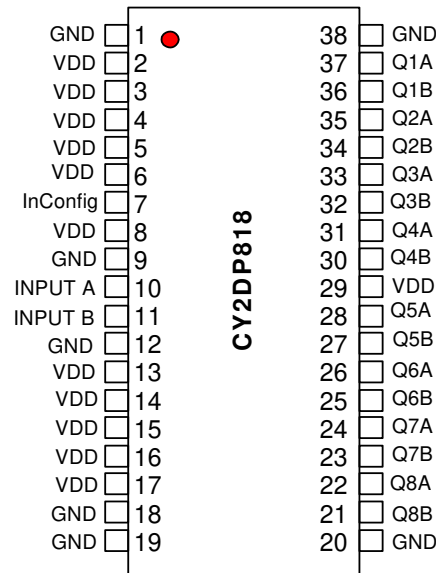 GND 1 38 GND
VDD 2 37 Q1A
VDD 3 36 Q1B
VDD 4 35 Q2A
VDD 5 34 Q2B
VDD 6 33 Q3A
InConfig 7 32 Q3B
VDD 8 31 Q4A
GND 9 30 Q4B
INPUT A 10 29 VDD
INPUT B 11 28 Q5A
GND 12 27 Q5B
VDD 13 26 Q6A
VDD 14 25 Q6B
VDD 15 24 Q7A
VDD 16 23 Q7B
VDD 17 22 Q8A
GND 18 21 Q8B
GND 19 20 GND
CY2DP818